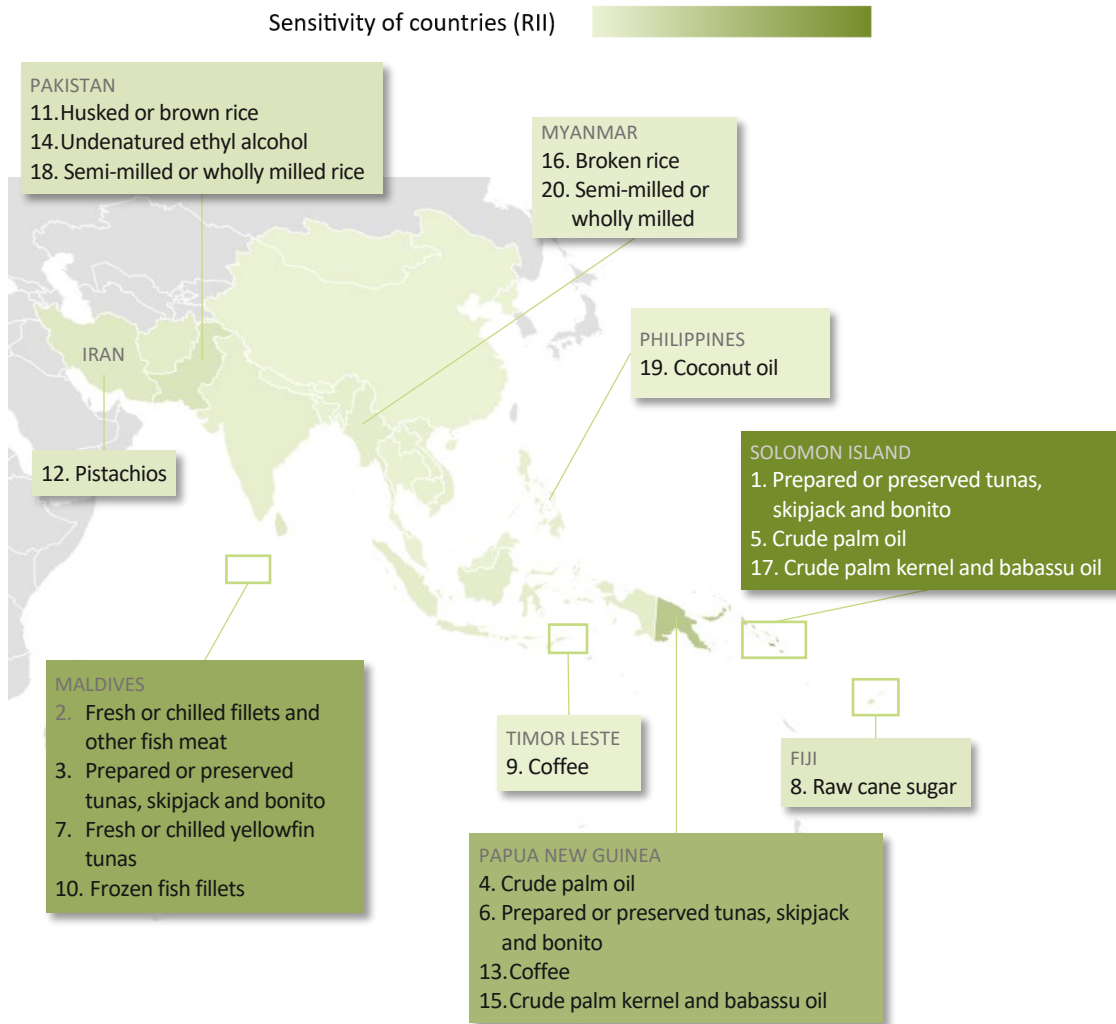 Sensitivity of countries (RII)
PAKISTAN
11.Husked or brown rice
14.Undenatured ethyl alcohol
18. Semi-milled or wholly milled rice
MYANMAR
16. Broken rice
20. Semi-milled or
wholly milled
PHILIPPINES
19. Coconut oil
IRAN
12. Pistachios
SOLOMON ISLAND
1. Prepared or preserved tunas,
skipjack and bonito
5. Crude palm oil
17. Crude palm kernel and babassu oil
MALDIVES
2. Fresh or chilled fillets and
other fish meat
3. Prepared or preserved
tunas, skipjack and bonito
7. Fresh or chilled yellowfin
tunas
10. Frozen fish fillets
TIMOR LESTE
9. Coffee
FIJI
8. Raw cane sugar
PAPUA NEW GUINEA
4. Crude palm oil
6. Prepared or preserved tunas, skipjack
and bonito
13.Coffee
15.Crude palm kernel and babassu oil